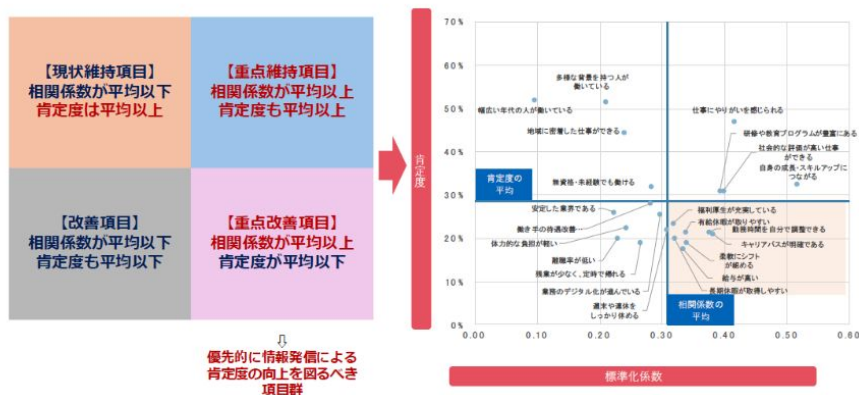 【現状維持項目】
相関係数が平均以下
肯定度は平均以上
【重点維持項目】
相関係数が平均以上
肯定度も平均以上
【改善項目】
相関係数が平均以下
肯定度も平均以下
【重点改善項目】
相関係数が平均以上
肯定度が平均以下
⇩
優先的に情報発信による
肯定度の向上を図るべき
項目群
肯定度
70%
60%
50%
40%
30%
20%
10%
0%
多様な背景を持つ人が
働いている
幅広い年代の人が働いている
地域に密着した仕事ができる
仕事にやりがいを感じられる
研修や教育プログラムが豊富にある
社会的な評価が高い仕事
ができる
自身の成長・スキルアップに
つながる
無資格・未経験でも働ける
肯定度の
平均
安定した業界である
働き手の待遇改善
体力的な負担が軽い
離職率が低い
残業が少なく、定時で帰れる
業務のデジタル化が進んでいる
週末や連休を
しっかり休める
福利厚生が充実している
有給休暇が取りやすい
勤務時間を自分で調整できる
キャリアパスが明確である
柔軟にシフト
が組める
給与が高い
長期休暇が取得しやすい
相関係数の
平均
0.00 0.10 0.20 0.30 0.40 0.50 0.60
標準化係数